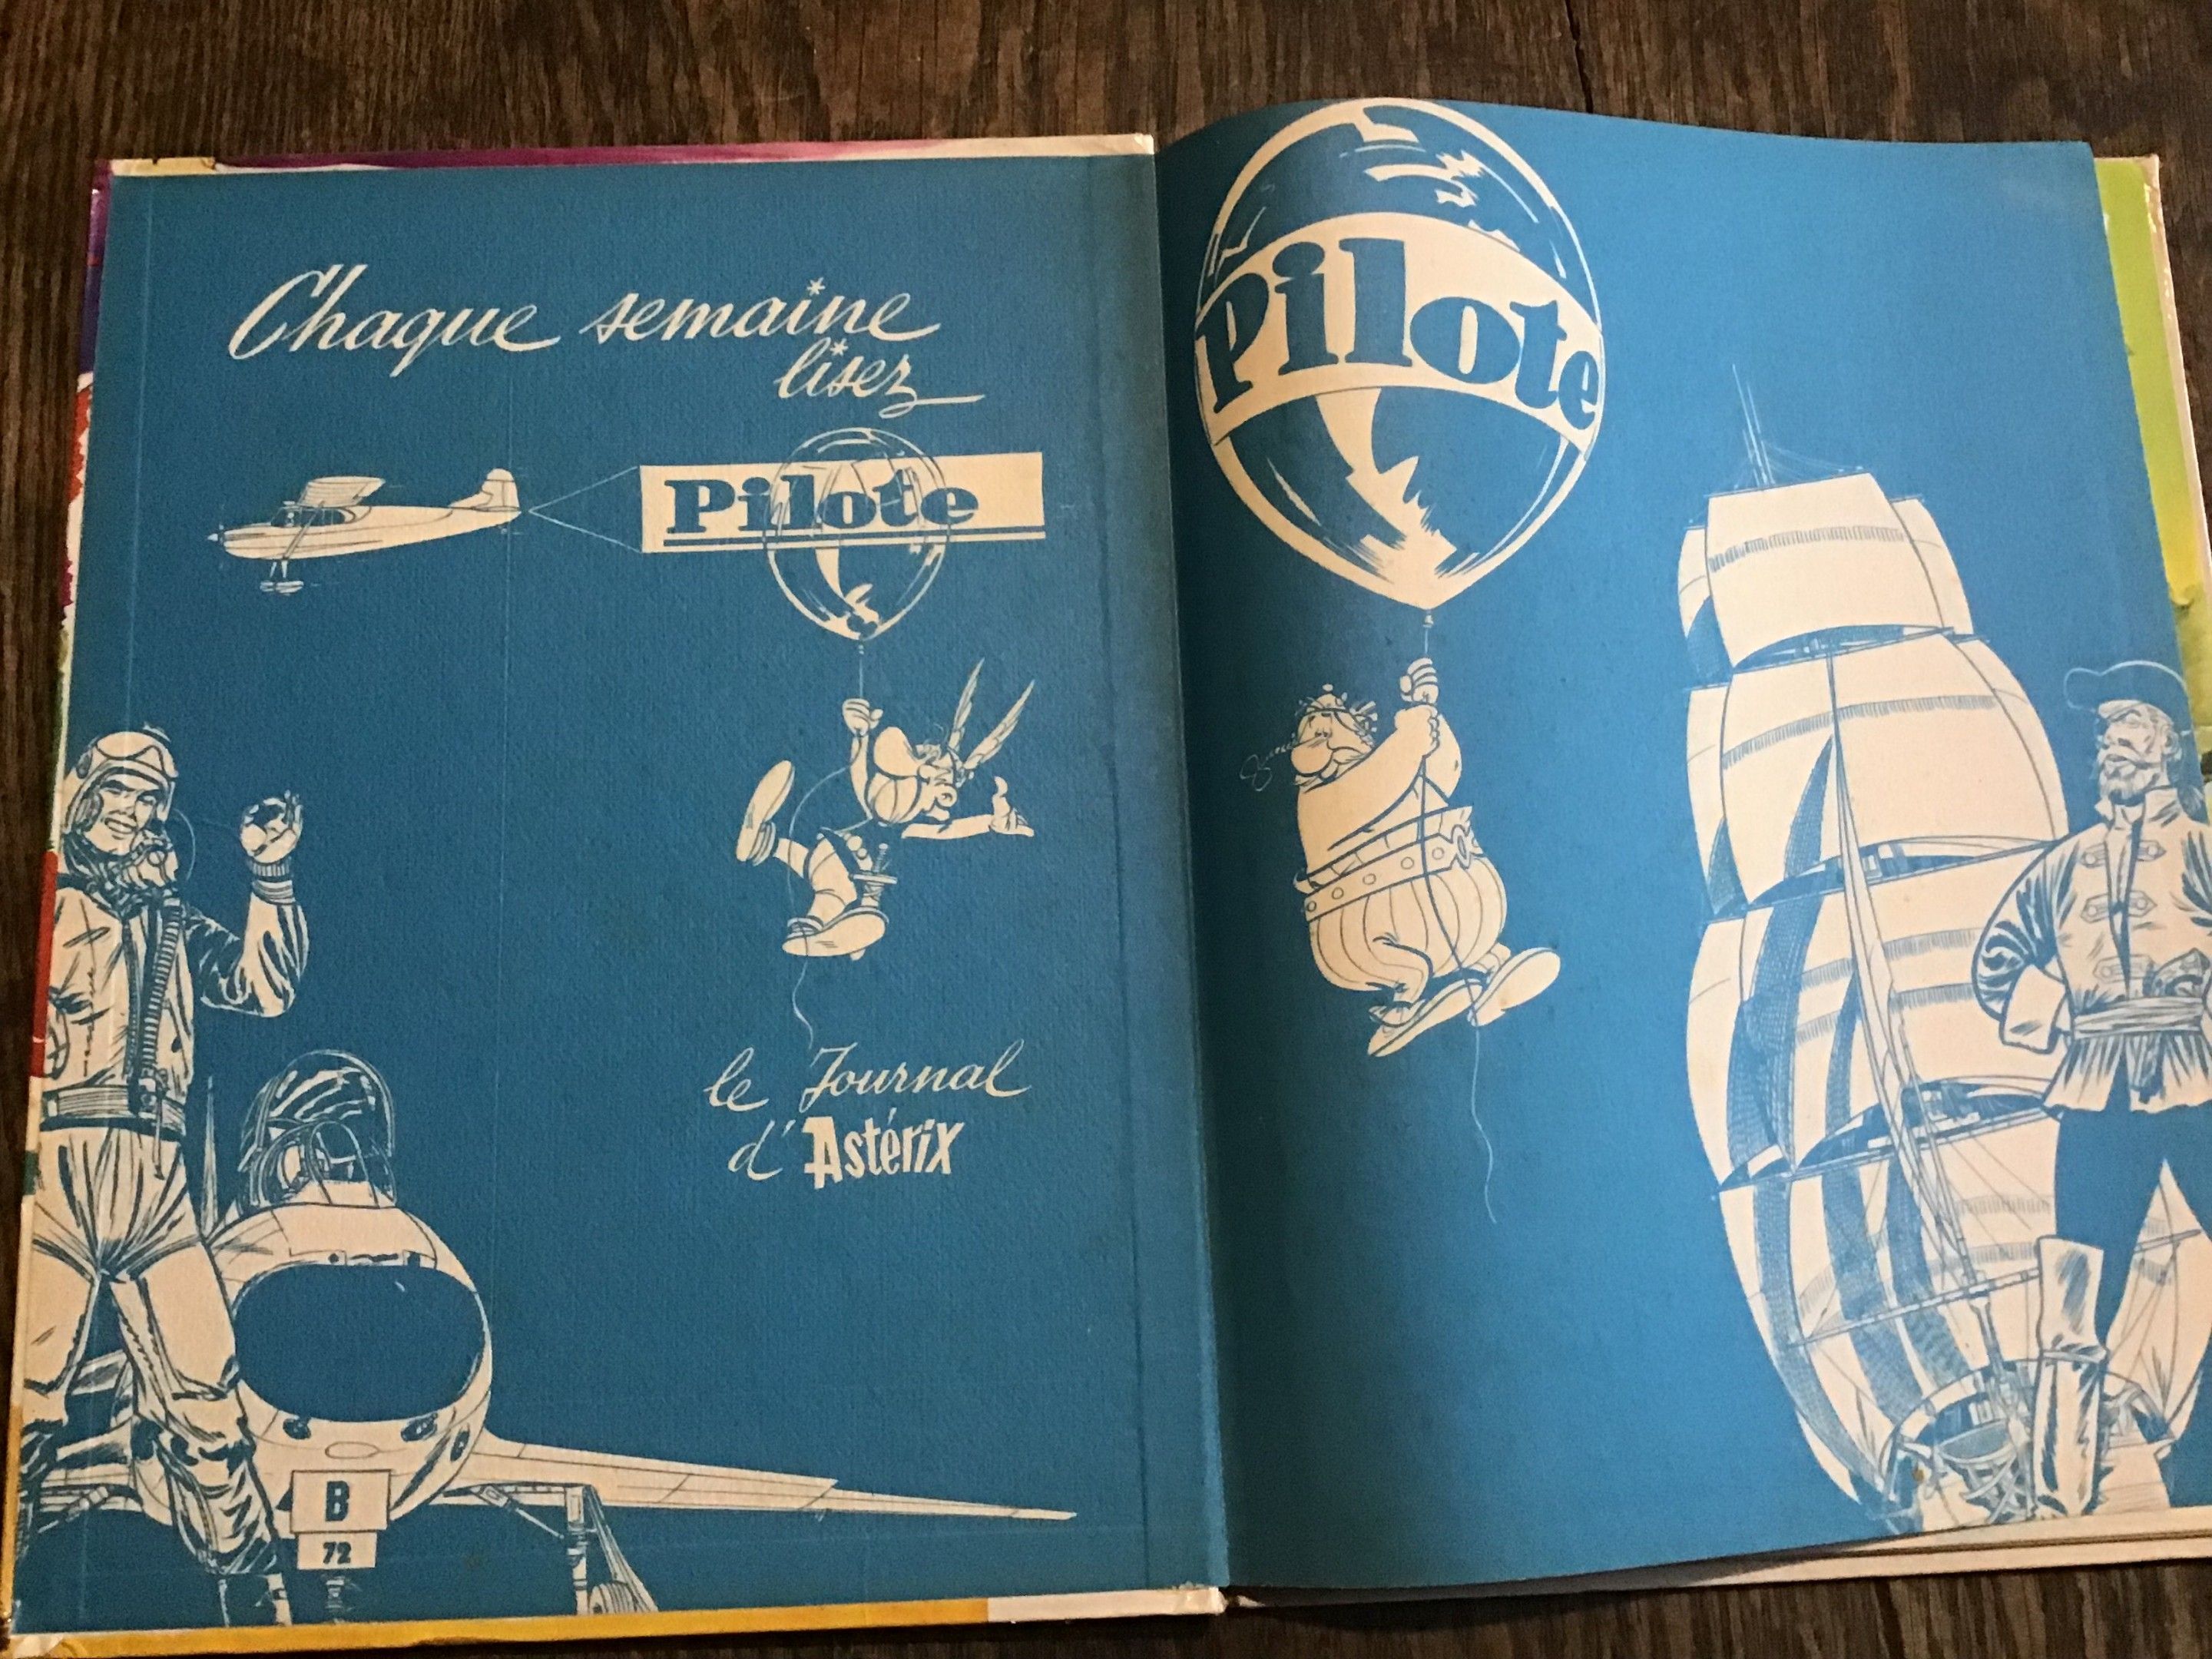 Chaque semaine
lisez
Pilote
le Journal
d'Astérix
B
72
Pilote